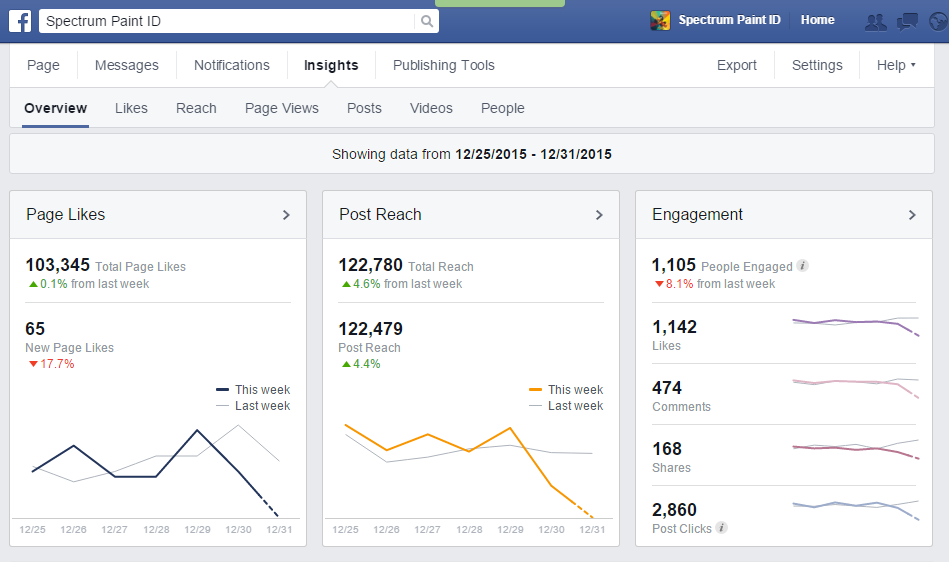 f Spectrum Paint ID Spectrum Paint ID Home
Page Messages Notifications Insights Publishing Tools Export Settings Help
Overview Likes Reach Page Views Posts Videos People
Showing data from 12/25/2015 - 12/31/2015
Page Likes
103,345 Total Page Likes
0.1% from last week
65
New Page Likes
17.7%
This week
Last week
12/25 12/26 12/27 12/28 12/29 12/30 12/31
Post Reach
122,780 Total Reach
4.6% from last week
122,479
Post Reach
4.4%
This week
Last week
12/25 12/26 12/27 12/28 12/29 12/30 12/31
Engagement
1,105 People Engaged i
8.1% from last week
1,142
Likes
474
Comments
168
Shares
2,860
Post Clicks i